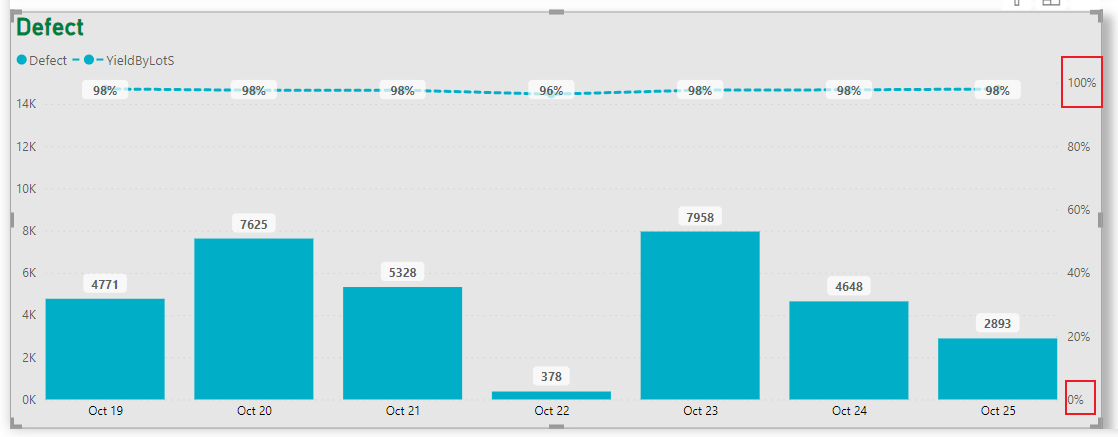 Defect
Defect YieldByLotS
98% 98% 98% 96% 98% 98% 98%
100%
14K
12K 80%
10K
60%
8K 7625 7958
6K 5328 40%
4771 4648
4K 20%
2893
2K 378
0K 0%
Oct 19 Oct 20 Oct 21 Oct 22 Oct 23 Oct 24 Oct 25